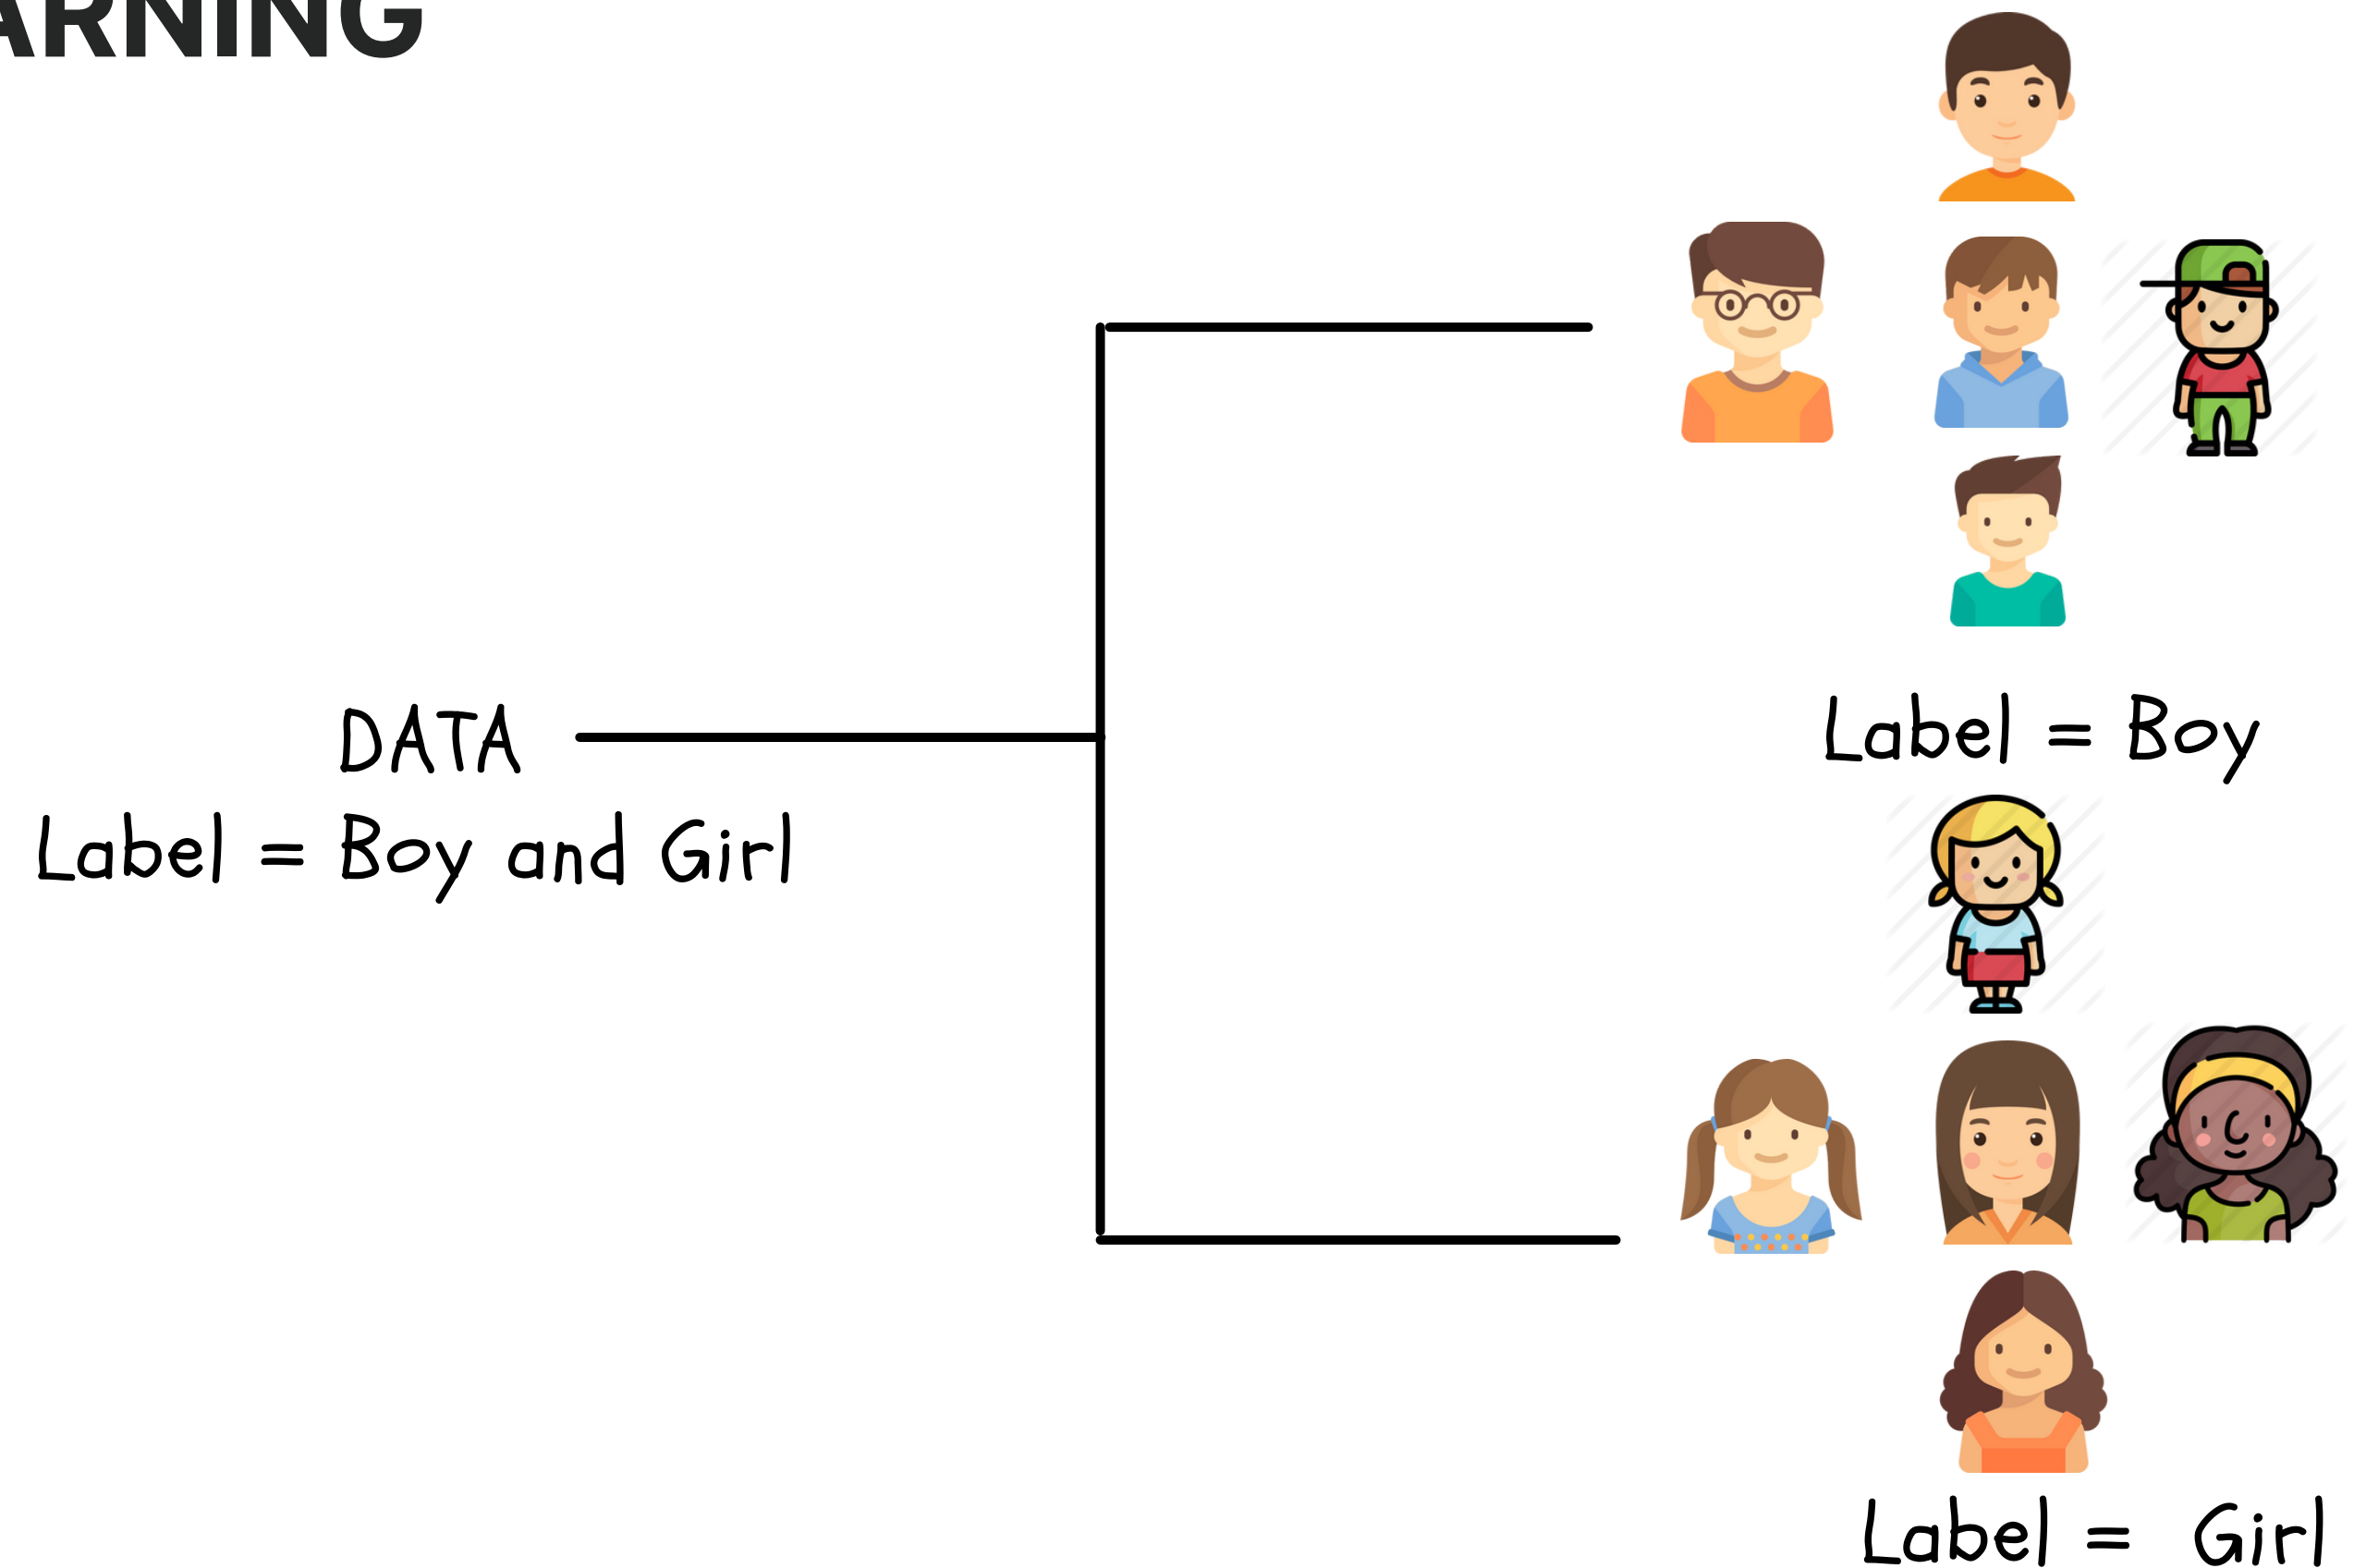 ARNING
DATA
Label = Boy and Girl
Label = Boy
Label = Girl